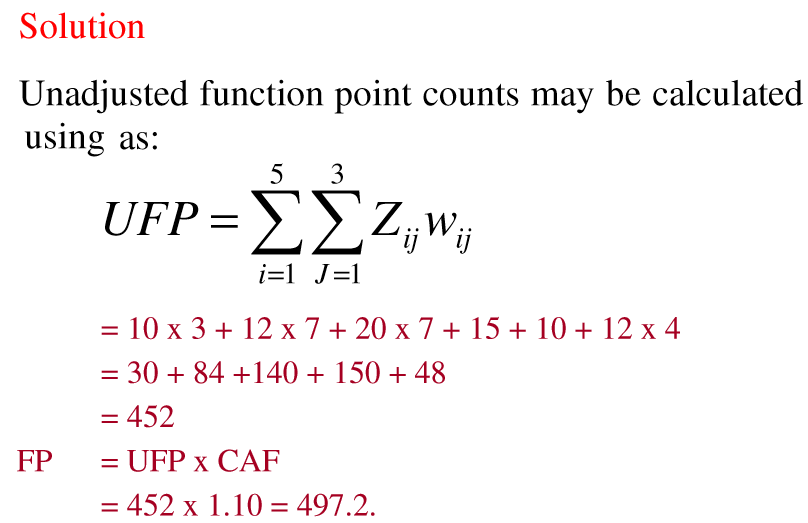 Solution
Unadjusted function point counts may be calculated
using as:
UFP = \sum_{i=1}^{5} \sum_{J=1}^{3} Z_{ij} w_{ij}
= 10 x 3 + 12 x 7 + 20 x 7 + 15 + 10 + 12 x 4
= 30 + 84 +140 + 150 + 48
= 452
FP = UFP x CAF
= 452 x 1.10 = 497.2.